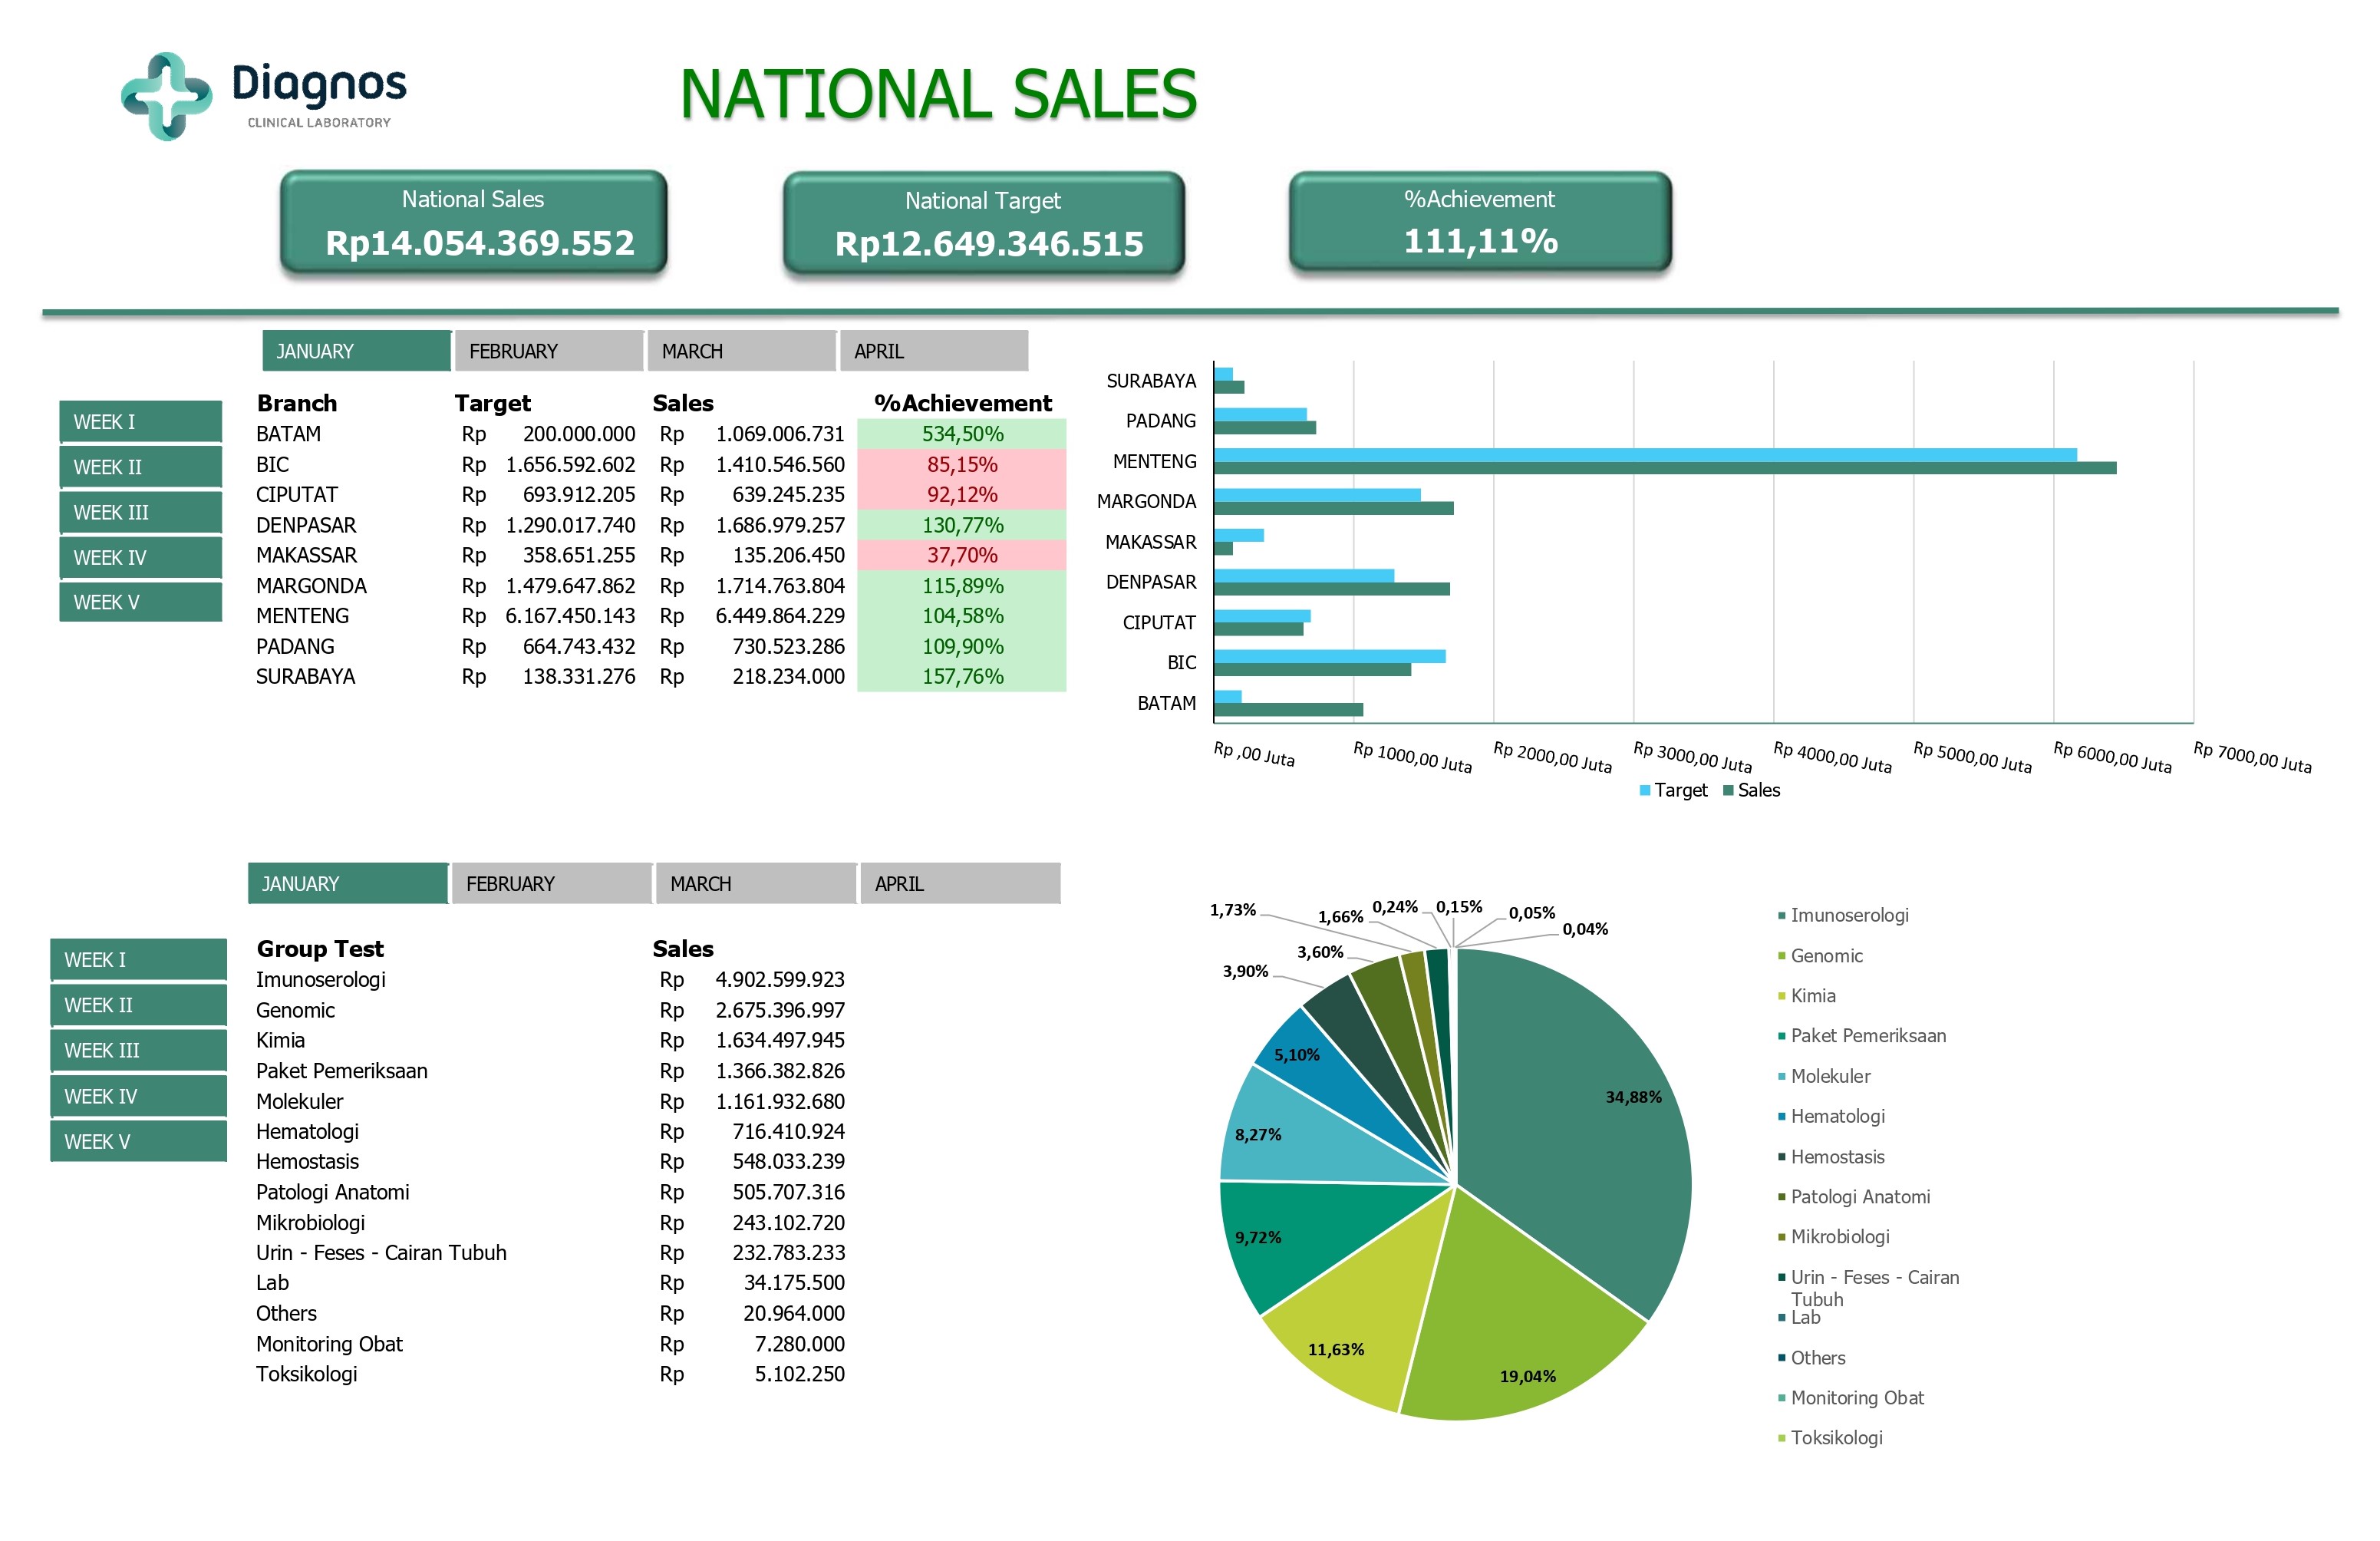 Diagnos
CLINICAL LABORATORY
NATIONAL SALES
National Sales
Rp14.054.369.552
National Target
Rp12.649.346.515
%Achievement
111,11%
JANUARY FEBRUARY MARCH APRIL
WEEK I
WEEK II
WEEK III
WEEK IV
WEEK V
Branch Target Sales %Achievement
BATAM Rp 200.000.000 Rp 1.069.006.731 534,50%
BIC Rp 1.656.592.602 Rp 1.410.546.560 85,15%
CIPUTAT Rp 693.912.205 Rp 639.245.235 92,12%
DENPASAR Rp 1.290.017.740 Rp 1.686.979.257 130,77%
MAKASSAR Rp 358.651.255 Rp 135.206.450 37,70%
MARGONDA Rp 1.479.647.862 Rp 1.714.763.804 115,89%
MENTENG Rp 6.167.450.143 Rp 6.449.864.229 104,58%
PADANG Rp 664.743.432 Rp 730.523.286 109,90%
SURABAYA Rp 138.331.276 Rp 218.234.000 157,76%
SURABAYA
PADANG
MENTENG
MARGONDA
MAKASSAR
DENPASAR
CIPUTAT
BIC
BATAM
Rp ,00 Juta Rp 1000,00 Juta Rp 2000,00 Juta Rp 3000,00 Juta Rp 4000,00 Juta Rp 5000,00 Juta Rp 6000,00 Juta Rp 7000,00 Juta
Target Sales
JANUARY FEBRUARY MARCH APRIL
WEEK I
WEEK II
WEEK III
WEEK IV
WEEK V
Group Test Sales
Imunoserologi Rp 4.902.599.923
Genomic Rp 2.675.396.997
Kimia Rp 1.634.497.945
Paket Pemeriksaan Rp 1.366.382.826
Molekuler Rp 1.161.932.680
Hematologi Rp 716.410.924
Hemostasis Rp 548.033.239
Patologi Anatomi Rp 505.707.316
Mikrobiologi Rp 243.102.720
Urin - Feses - Cairan Tubuh Rp 232.783.233
Lab Rp 34.175.500
Others Rp 20.964.000
Monitoring Obat Rp 7.280.000
Toksikologi Rp 5.102.250
34,88%
19,04%
11,63%
9,72%
8,27%
5,10%
3,90%
3,60%
1,73%
1,66%
0,24%
0,15%
0,05%
0,04%
Imunoserologi
Genomic
Kimia
Paket Pemeriksaan
Molekuler
Hematologi
Hemostasis
Patologi Anatomi
Mikrobiologi
Urin - Feses - Cairan
Tubuh
Lab
Others
Monitoring Obat
Toksikologi